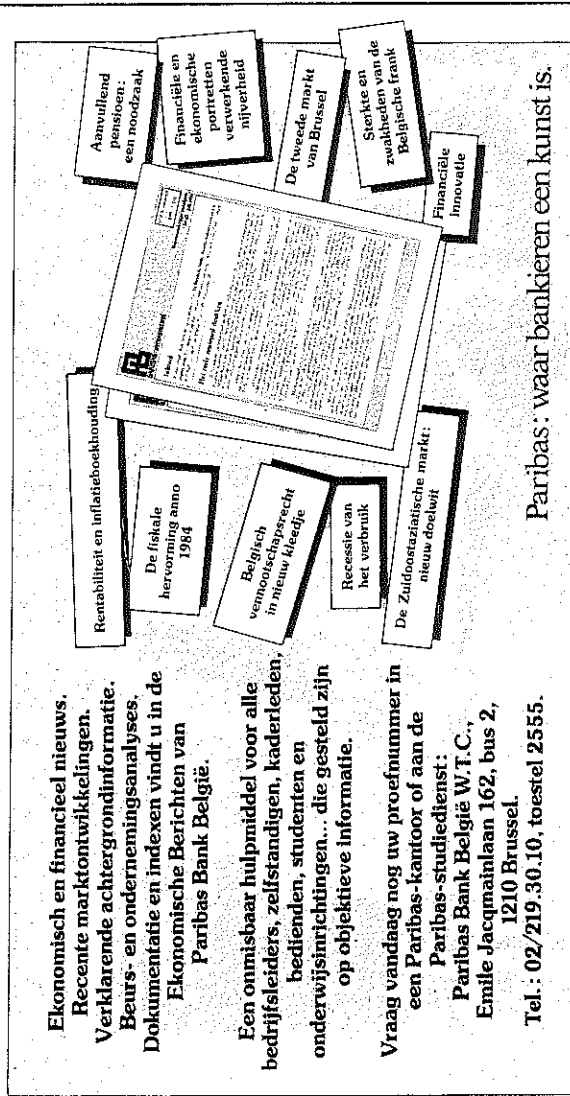 Ekonomisch en financieel nieuws.
Recente marktontwikkelingen.
Verklarende achtergrondinformatie.
Beurs- en ondernemingsanalyses.
Dokumentatie en indexen vindt u in de
Ekonomische Berichten van
Paribas Bank België.
Een onmisbaar hulpmiddel voor alle
bedrijfsleiders, zelfstandigen, kaderleden,
bedienden, studenten en
onderwijsinrichtingen... die gesteld zijn
op objektieve informatie.
Vraag vandaag nog uw proefnummer in
een Paribas-kantoor of aan de
Paribas-studiedienst:
Paribas Bank België W.T.C.,
Emile Jacqmainlaan 162, bus 2,
1210 Brussel.
Tel.: 02/219.30.10, toestel 2555.
Rentabiliteit en inflatieboekhouding
De fiskale
hervorming anno
1984
Belgisch
vennootschapsrecht
in nieuw kleedje
Recessie van
het verbruik
De Zuidoostaziatische markt:
nieuw doelwit
Aanvullend
pensioen:
een noodzaak
Financiële en
ekonomische
portretten
verwerkende
nijverheid
De tweede markt
van Brussel
Sterkte en
zwakheden van de
Belgische frank
Financiële
Innovatie
Paribas: waar bankieren een kunst is.